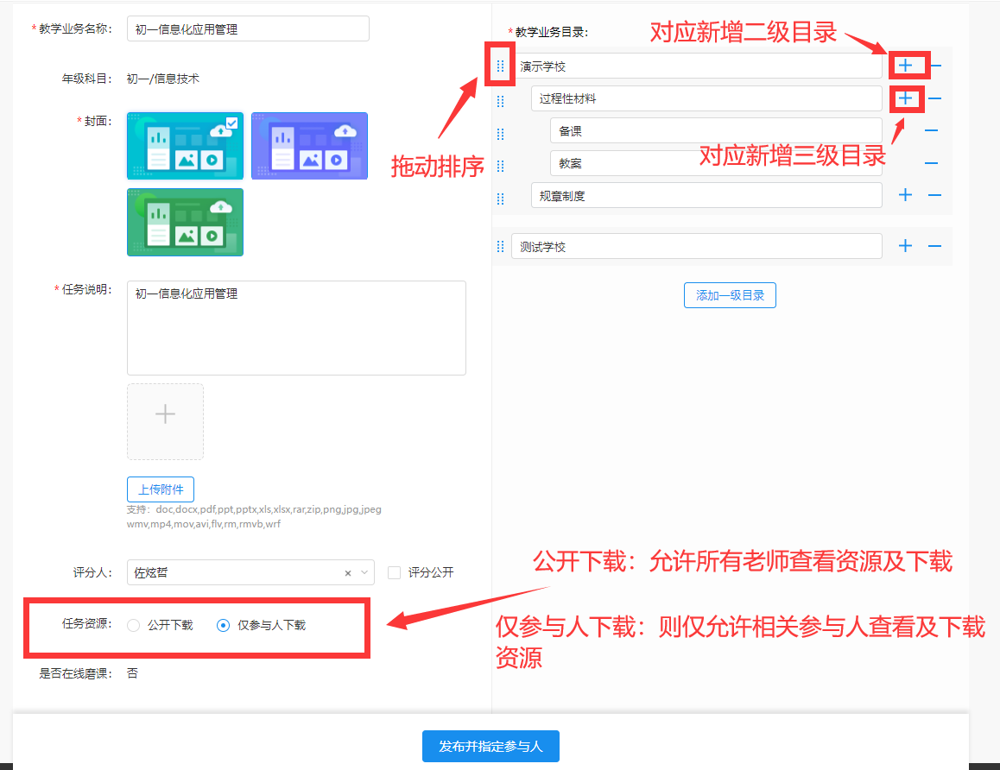 *教学业务名称:
初一信息化应用管理
年级科目:
初一/信息技术
*封面:
*任务说明:
初一信息化应用管理
上传附件
支持：doc,docx,pdf,ppt,pptx,xls,xlsx,rar,zip,png,jpg,jpeg
wmv,mp4,mov,avi,flv,rm,rmvb,wrf
评分人:
佐炫哲
评分公开
任务资源:
公开下载
仅参与人下载
是否在线磨课:
否
*教学业务目录:
对应新增二级目录
演示学校
过程性材料
备课
对应新增三级目录
教案
规章制度
拖动排序
测试学校
添加一级目录
公开下载：允许所有老师查看资源及下载
仅参与人下载：则仅允许相关参与人查看及下载
资源
发布并指定参与人